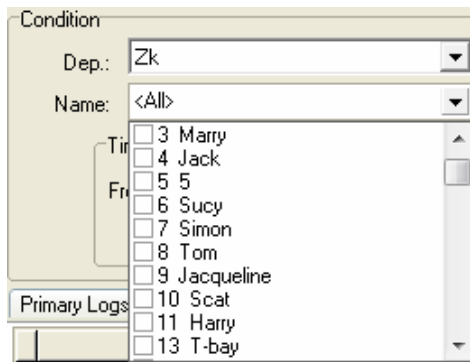 Condition
Dep.: Zk
Name: <All>
3 Marry
Tir
4 Jack
5 5
Fr
6 Sucy
7 Simon
8 Tom
9 Jacqueline
10 Scat
Primary Logs
11 Harry
13 T-bay